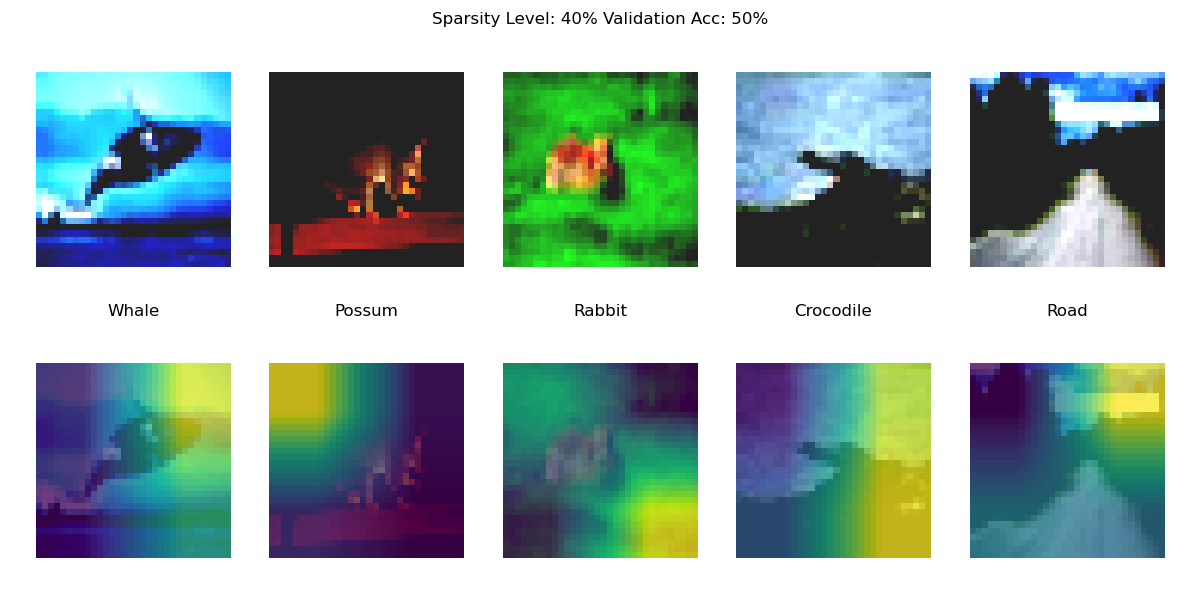 Sparsity Level: 40% Validation Acc: 50%
Whale
Possum
Rabbit
Crocodile
Road